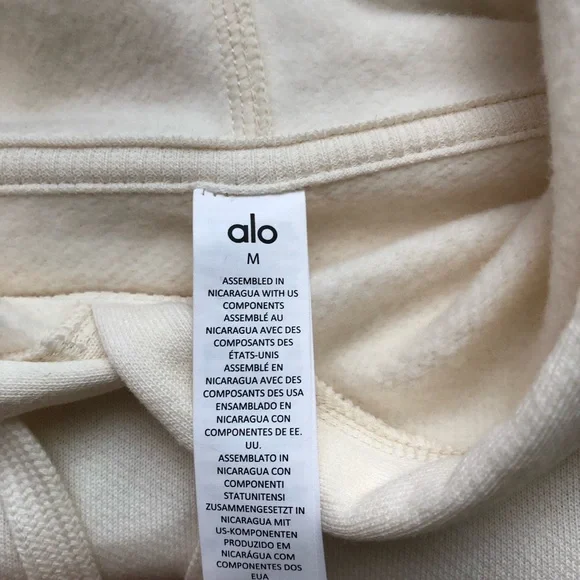 alo
M
ASSEMBLED IN
NICARAGUA WITH US
COMPONENTS
ASSEMBLÉ AU
NICARAGUA AVEC DES
COMPOSANTS DES
ÉTATS-UNIS
ASSEMBLÉ EN
NICARAGUA AVEC DES
COMPOSANTS DES USA
ENSAMBLADO EN
NICARAGUA CON
COMPONENTES DE EE.
UU.
ASSEMBLATO IN
NICARAGUA CON
COMPONENTI
STATUNITENSI
ZUSAMMENGESETZT IN
NICARAGUA MIT
US-KOMPONENTEN
PRODUZIDO EM
NICARÁGUA COM
COMPONENTES DOS
EUA